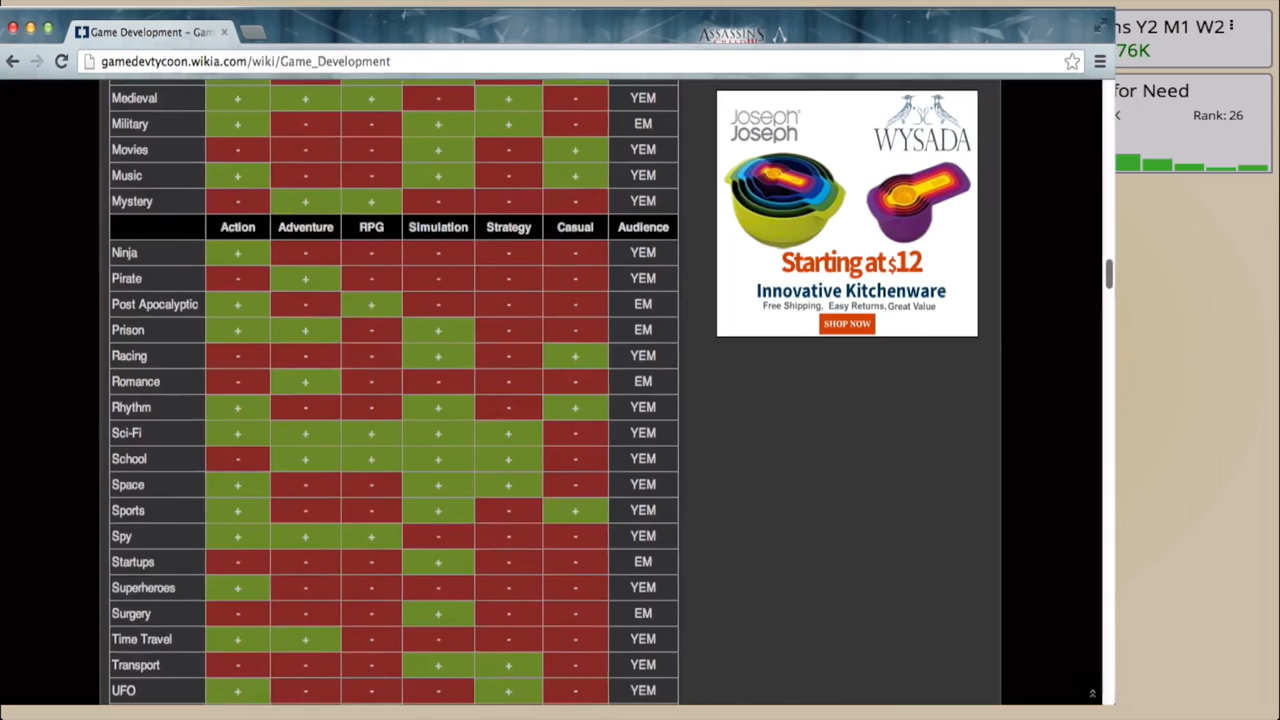 Game Development – Ga
ASSASSINS
ns Y2 M1 W2
76K
gamedevtycoon.wikia.com/wiki/Game_Development
for Need
K Rank: 26
Medieval + + + - + - YEM
Military + - - + + - EM
Movies - - - + - + YEM
Music + - - + - + YEM
Mystery - + + - - - YEM
Action Adventure RPG Simulation Strategy Casual Audience
Ninja + - - - - - YEM
Pirate - + - - - - YEM
Post Apocalyptic + - + - - - EM
Prison + + - + - - EM
Racing - - - + - + YEM
Romance - + - - - - EM
Rhythm + - - + - + YEM
Sci-Fi + + + + + - YEM
School - + + + + - YEM
Space + - - + + - YEM
Sports + - - + - + YEM
Spy + + + - - - YEM
Startups - - - + - - EM
Superheroes + - - - - - YEM
Surgery - - - + - - EM
Time Travel + + - - - - YEM
Transport - - - + + - YEM
UFO + - - - + - YEM
Joseph®
Joseph
WYSADA
Starting at $12
Innovative Kitchenware
Free Shipping, Easy Returns, Great Value
SHOP NOW